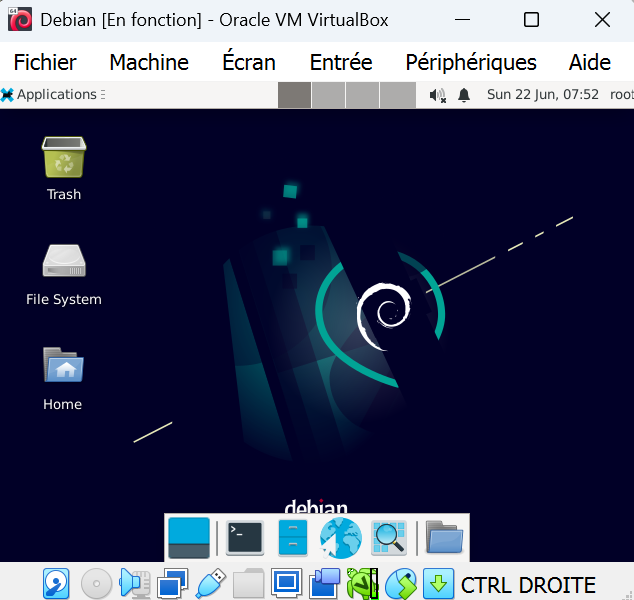 Debian [En fonction] - Oracle VM VirtualBox
Fichier Machine Écran Entrée Périphériques Aide
Applications Sun 22 Jun, 07:52 root
Trash
File System
Home
debian
CTRL DROITE